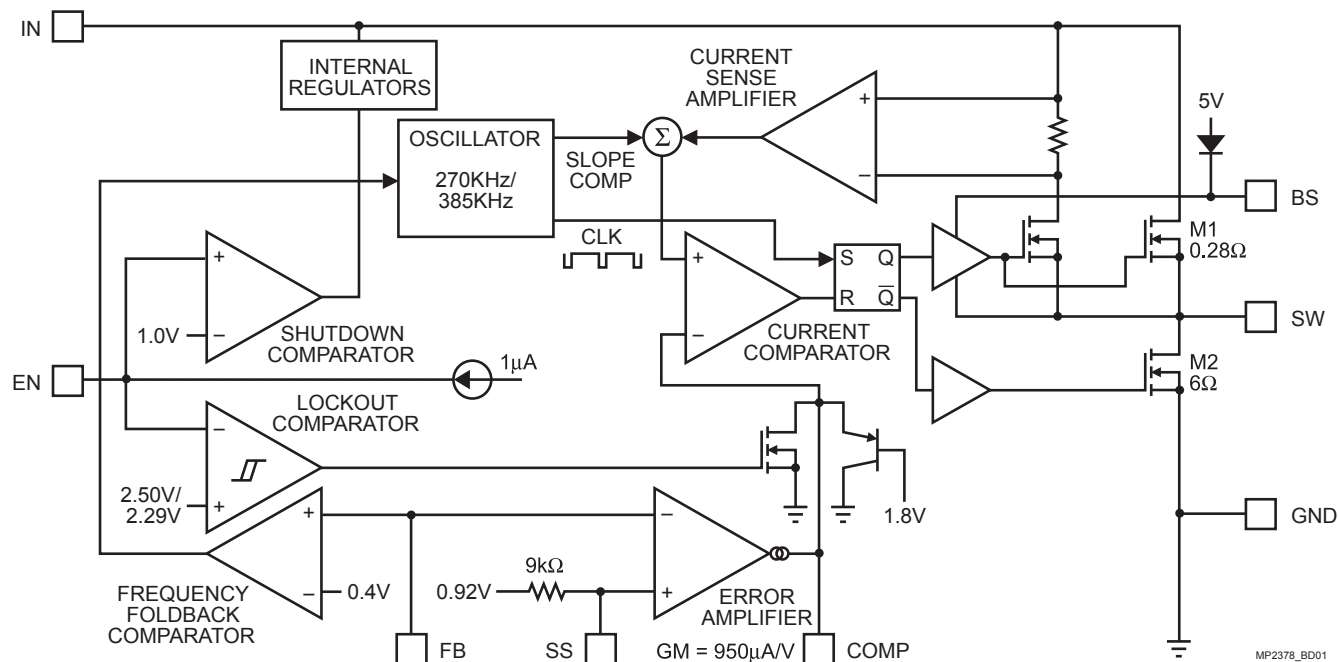 IN
INTERNAL
REGULATORS
CURRENT
SENSE
AMPLIFIER
+
–
5V
OSCILLATOR
270KHz/
385KHz
Σ
SLOPE
COMP
CLK
BS
M1
0.28Ω
+
–
1.0V
SHUTDOWN
COMPARATOR
+
–
CURRENT
COMPARATOR
S Q
R Q̅
SW
M2
6Ω
EN
1μA
LOCKOUT
COMPARATOR
–
+
2.50V/
2.29V
1.8V
GND
+
–
0.4V
FREQUENCY
FOLDBACK
COMPARATOR
0.92V
9kΩ
–
+
ERROR
AMPLIFIER
FB
SS
GM = 950μA/V
COMP
MP2378_BD01